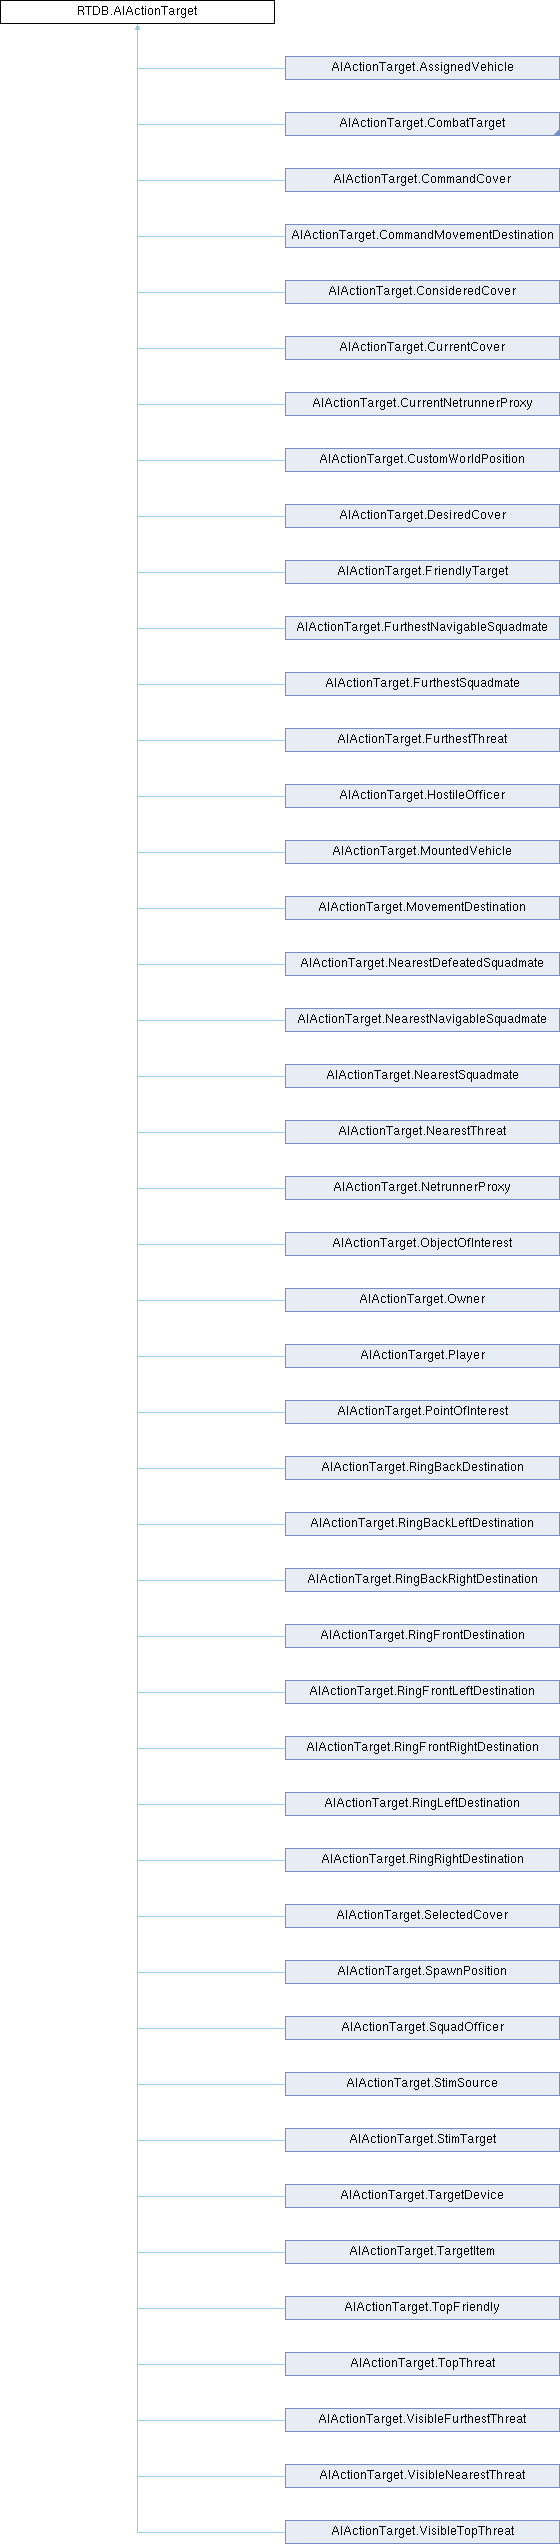 RTDB.AIActionTarget
AIActionTarget.AssignedVehicle
AIActionTarget.CombatTarget
AIActionTarget.CommandCover
AIActionTarget.CommandMovementDestination
AIActionTarget.ConsideredCover
AIActionTarget.CurrentCover
AIActionTarget.CurrentNetrunnerProxy
AIActionTarget.CustomWorldPosition
AIActionTarget.DesiredCover
AIActionTarget.FriendlyTarget
AIActionTarget.FurthestNavigableSquadmate
AIActionTarget.FurthestSquadmate
AIActionTarget.FurthestThreat
AIActionTarget.HostileOfficer
AIActionTarget.MountedVehicle
AIActionTarget.MovementDestination
AIActionTarget.NearestDefeatedSquadmate
AIActionTarget.NearestNavigableSquadmate
AIActionTarget.NearestSquadmate
AIActionTarget.NearestThreat
AIActionTarget.NetrunnerProxy
AIActionTarget.ObjectOfInterest
AIActionTarget.Owner
AIActionTarget.Player
AIActionTarget.PointOfInterest
AIActionTarget.RingBackDestination
AIActionTarget.RingBackLeftDestination
AIActionTarget.RingBackRightDestination
AIActionTarget.RingFrontDestination
AIActionTarget.RingFrontLeftDestination
AIActionTarget.RingFrontRightDestination
AIActionTarget.RingLeftDestination
AIActionTarget.RingRightDestination
AIActionTarget.SelectedCover
AIActionTarget.SpawnPosition
AIActionTarget.SquadOfficer
AIActionTarget.StimSource
AIActionTarget.StimTarget
AIActionTarget.TargetDevice
AIActionTarget.TargetItem
AIActionTarget.TopFriendly
AIActionTarget.TopThreat
AIActionTarget.VisibleFurthestThreat
AIActionTarget.VisibleNearestThreat
AIActionTarget.VisibleTopThreat